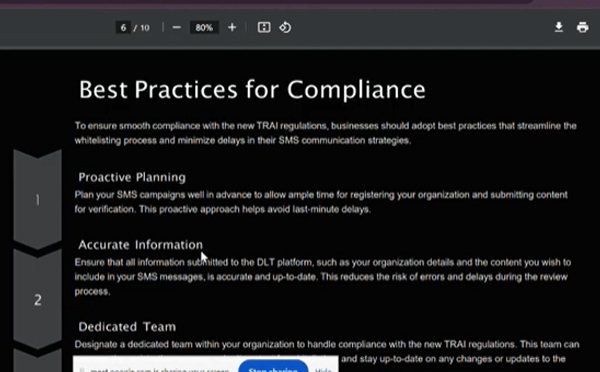 6 / 10 — 80% +
Best Practices for Compliance
To ensure smooth compliance with the new TRAI regulations, businesses should adopt best practices that streamline the
whitelisting process and minimize delays in their SMS communication strategies.
1
Proactive Planning
Plan your SMS campaigns well in advance to allow ample time for registering your organization and submitting content
for verification. This proactive approach helps avoid last-minute delays.
Accurate Information
Ensure that all information submitted to the DLT platform, such as your organization details and the content you wish to
include in your SMS messages, is accurate and up-to-date. This reduces the risk of errors and delays during the review
process.
2
Dedicated Team
Designate a dedicated team within your organization to handle compliance with the new TRAI regulations. This team can
and stay up-to-date on any changes or updates to the
meet.google.com is sharing your screen. Stop sharing Hide